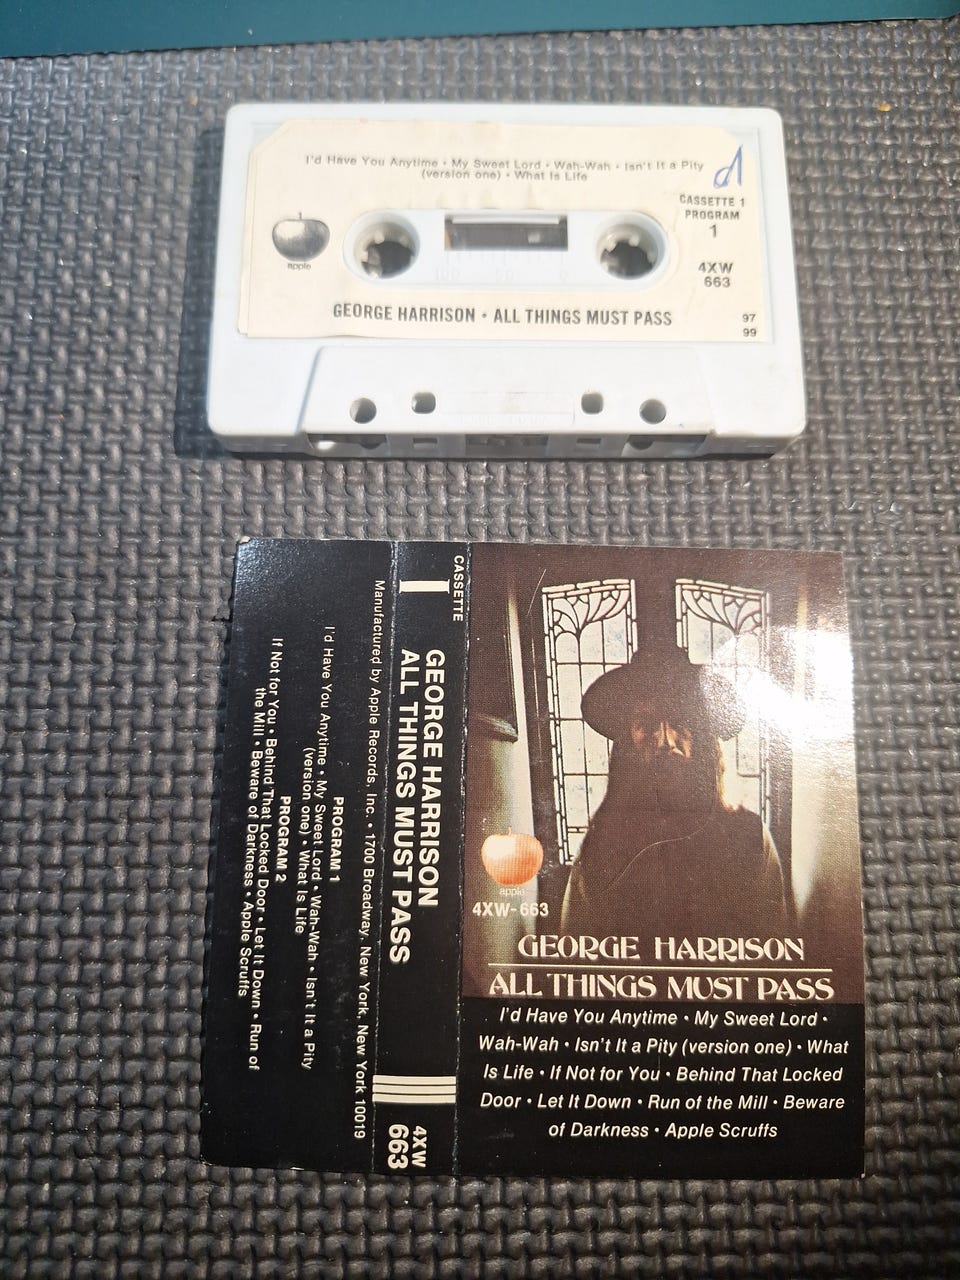 I'd Have You Anytime • My Sweet Lord • Wah-Wah • Isn't It a Pity
(version one) • What Is Life
d
CASSETTE 1
PROGRAM
1
apple
4XW
663
GEORGE HARRISON • ALL THINGS MUST PASS
97
99
100 50 0
CASSETTE
1
GEORGE HARRISON
ALL THINGS MUST PASS
4XW
663
Manufactured by Apple Records, Inc. • 1700 Broadway, New York, New York 10019
PROGRAM 1
I'd Have You Anytime • My Sweet Lord • Wah-Wah • Isn't It a Pity
(version one) • What Is Life
PROGRAM 2
If Not for You • Behind That Locked Door • Let It Down • Run of
the Mill • Beware of Darkness • Apple Scruffs
apple
4XW-663
GEORGE HARRISON
ALL THINGS MUST PASS
I'd Have You Anytime • My Sweet Lord •
Wah-Wah • Isn't It a Pity (version one) • What
Is Life • If Not for You • Behind That Locked
Door • Let It Down • Run of the Mill • Beware
of Darkness • Apple Scruffs